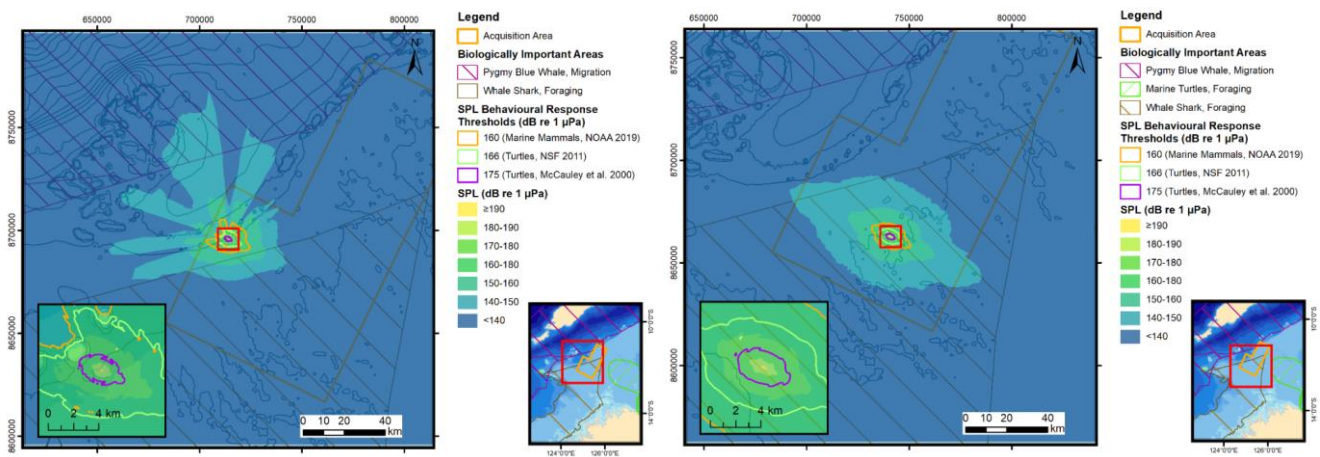 650000
700000
750000
800000
8750000
8700000
8650000
8600000
N
0 2 4 km
0 10 20 40
km
Legend
Acquisition Area
Biologically Important Areas
Pygmy Blue Whale, Migration
Whale Shark, Foraging
SPL Behavioural Response
Thresholds (dB re 1 µPa)
160 (Marine Mammals, NOAA 2019)
166 (Turtles, NSF 2011)
175 (Turtles, McCauley et al. 2000)
SPL (dB re 1 µPa)
≥190
180-190
170-180
160-180
150-160
140-150
<140
10°0'0"S
14°0'0"S
124°0'0"E
126°0'0"E
650000
700000
750000
800000
8750000
8700000
8650000
8600000
N
0 2 4 km
0 10 20 40
km
Legend
Acquisition Area
Biologically Important Areas
Pygmy Blue Whale, Migration
Marine Turtles, Foraging
Whale Shark, Foraging
SPL Behavioural Response
Thresholds (dB re 1 µPa)
160 (Marine Mammals, NOAA 2019)
166 (Turtles, NSF 2011)
175 (Turtles, McCauley et al. 2000)
SPL (dB re 1 µPa)
≥190
180-190
170-180
160-180
150-160
140-150
<140
10°0'0"S
14°0'0"S
124°0'0"E
126°0'0"E